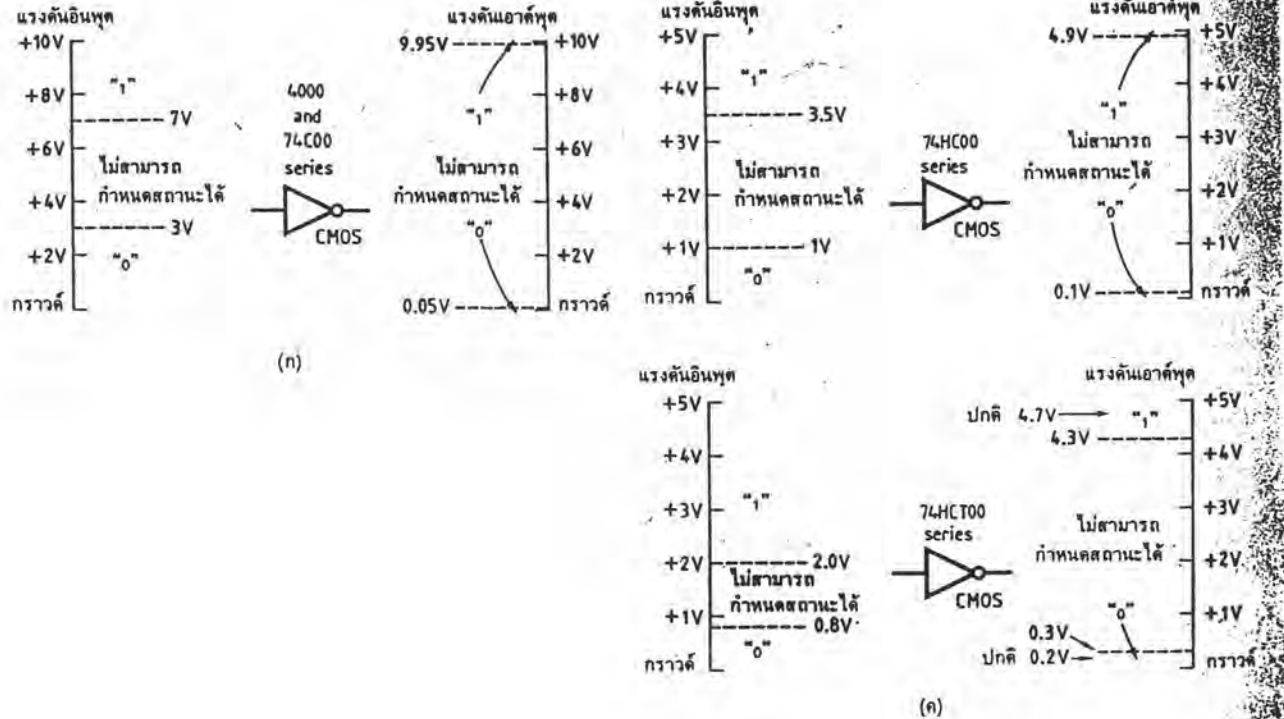 แรงดันอินพุต
+10V
+8V
+6V
+4V
+2V
กราวด์
"1"
7V
ไม่สามารถ
กำหนดสถานะได้
3V
"0"
4000
and
74C00
series
CMOS
แรงดันเอาต์พุต
9.95V
+10V
+8V
+6V
+4V
+2V
กราวด์
"1"
ไม่สามารถ
กำหนดสถานะได้
"0"
0.05V
(ก)
แรงดันอินพุต
+5V
+4V
+3V
+2V
+1V
กราวด์
"1"
3.5V
ไม่สามารถ
กำหนดสถานะได้
1V
"0"
74HC00
series
CMOS
แรงดันเอาต์พุต
4.9V
+5V
+4V
+3V
+2V
+1V
กราวด์
"1"
ไม่สามารถ
กำหนดสถานะได้
"0"
0.1V
แรงดันอินพุต
+5V
+4V
+3V
+2V
+1V
กราวด์
"1"
2.0V
ไม่สามารถ
กำหนดสถานะได้
0.8V
"0"
74HCT00
series
CMOS
แรงดันเอาต์พุต
ปกติ 4.7V
4.3V
+5V
+4V
+3V
+2V
+1V
กราวด์
"1"
ไม่สามารถ
กำหนดสถานะได้
"0"
0.3V
ปกติ 0.2V
(ค)